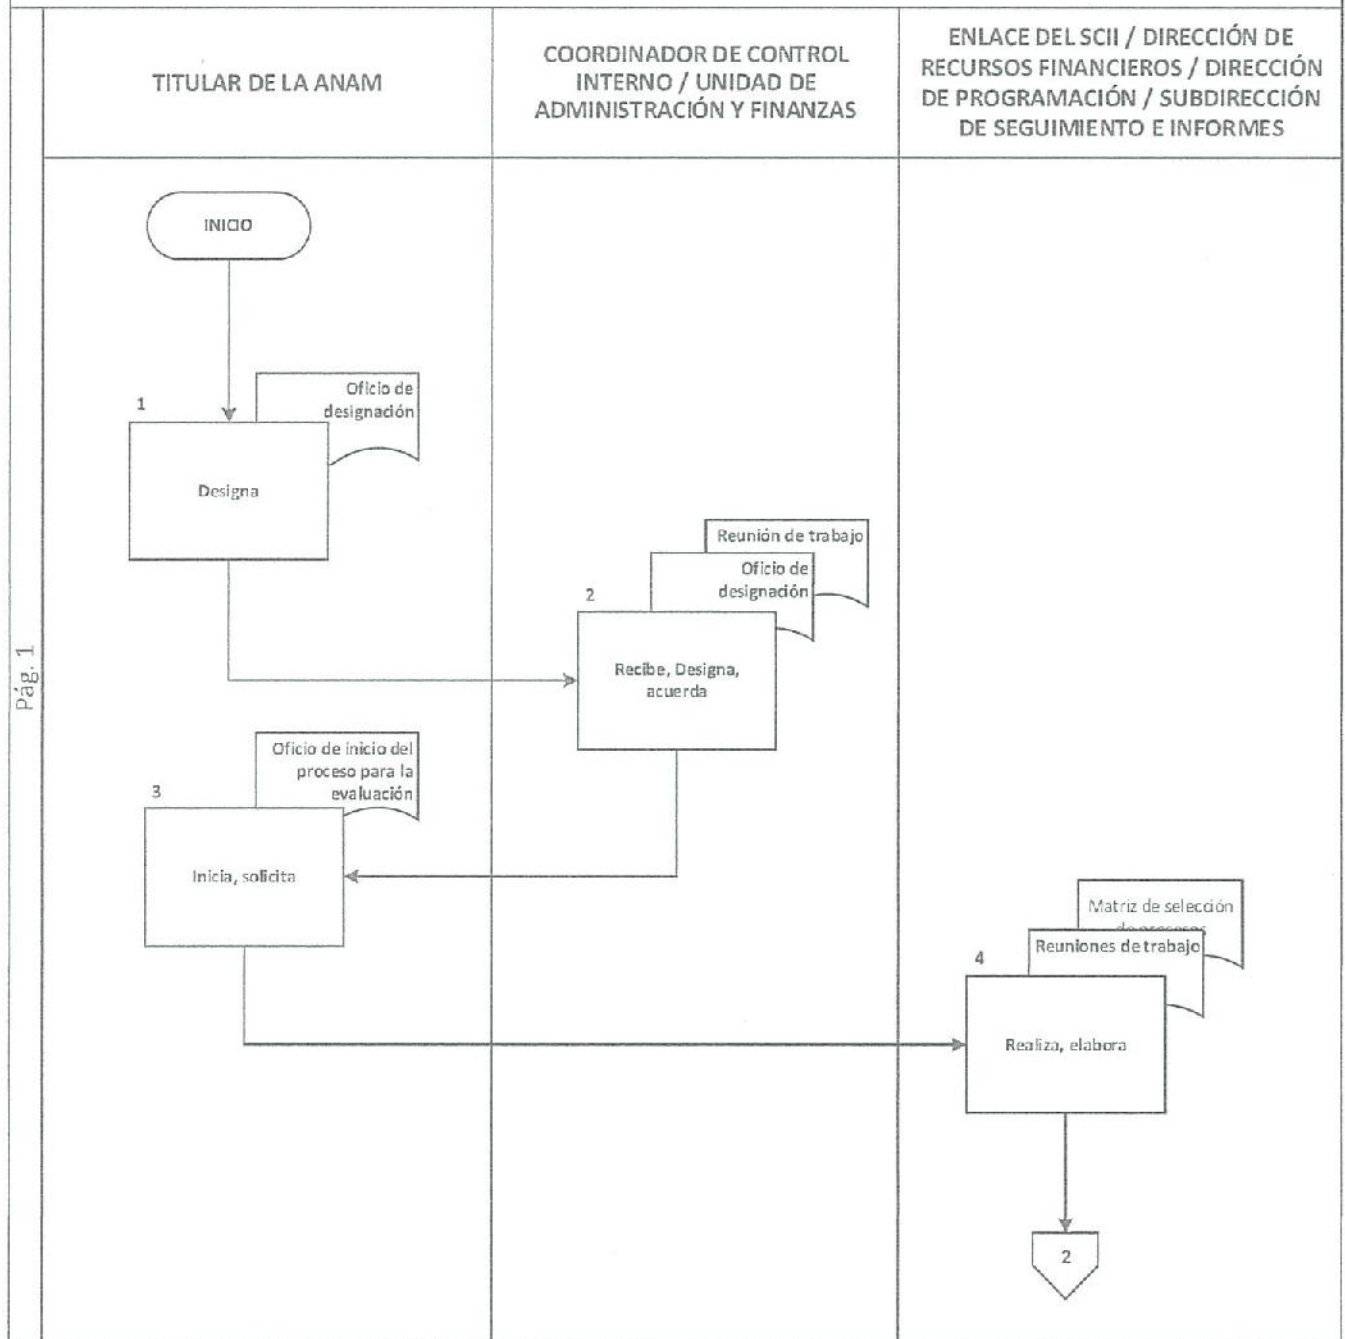 TITULAR DE LA ANAM
COORDINADOR DE CONTROL
INTERNO / UNIDAD DE
ADMINISTRACIÓN Y FINANZAS
ENLACE DEL SCII / DIRECCIÓN DE
RECURSOS FINANCIEROS / DIRECCIÓN
DE PROGRAMACIÓN / SUBDIRECCIÓN
DE SEGUIMIENTO E INFORMES
Pág. 1
INICIO
1
Oficio de
designación
Designa
2
Reunión de trabajo
Oficio de
designación
Recibe, Designa,
acuerda
3
Oficio de inicio del
proceso para la
evaluación
Inicia, solicita
4
Matriz de selección
de procesos
Reuniones de trabajo
Realiza, elabora
2